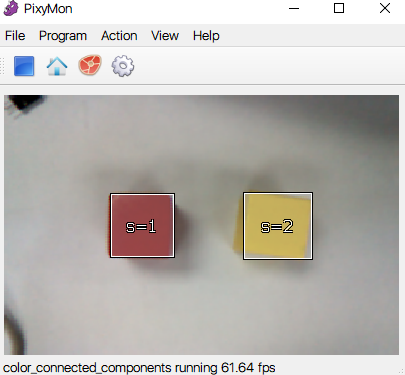 PixyMon
File Program Action View Help
s=1 s=2
color_connected_components running 61.64 fps